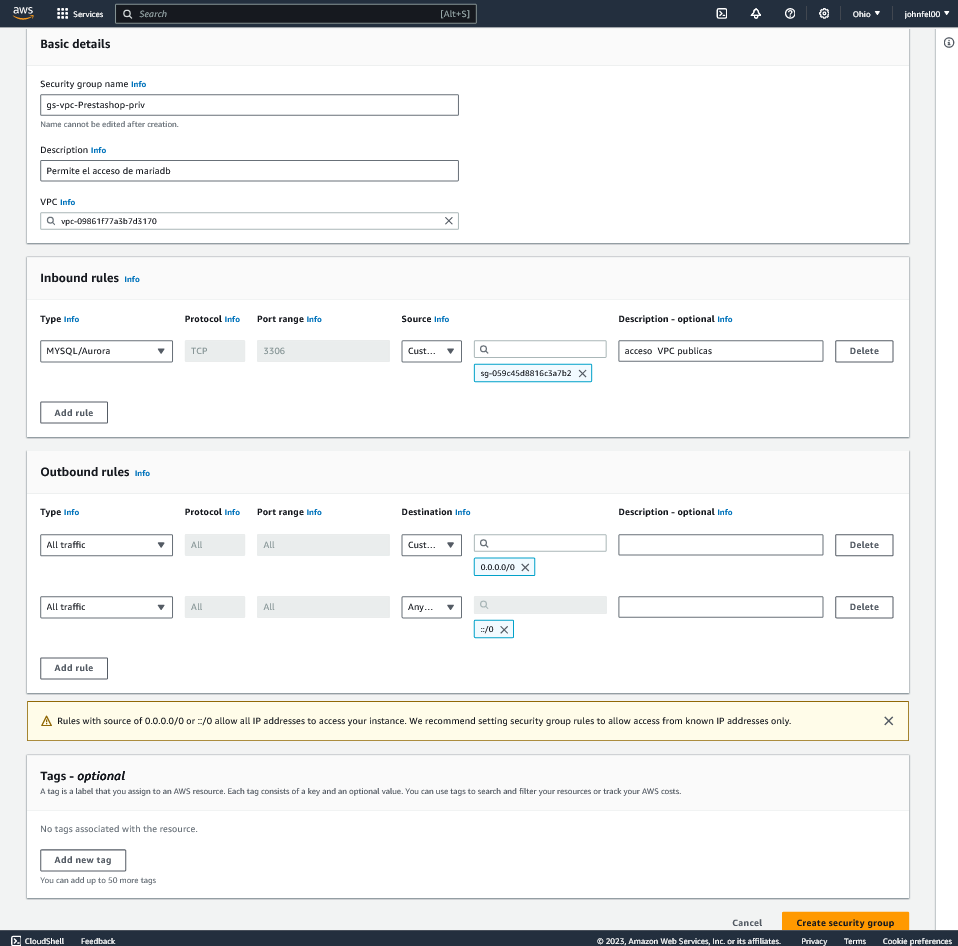 aws Services Search [Alt+S] Ohio johnfel00
Basic details
Security group name Info
gs-vpc-Prestashop-priv
Name cannot be edited after creation.
Description Info
Permite el acceso de mariadb
VPC Info
vpc-09861f77a3b7d3170
Inbound rules Info
Type Info Protocol Info Port range Info Source Info Description - optional Info
MYSQL/Aurora TCP 3306 Cust... acceso VPC publicas Delete
sg-059c45d8816c3a7b2
Add rule
Outbound rules Info
Type Info Protocol Info Port range Info Destination Info Description - optional Info
All traffic All All Cust... Delete
0.0.0.0/0
All traffic All All Any... Delete
::/0
Add rule
Rules with source of 0.0.0.0/0 or ::/0 allow all IP addresses to access your instance. We recommend setting security group rules to allow access from known IP addresses only.
Tags - optional
A tag is a label that you assign to an AWS resource. Each tag consists of a key and an optional value. You can use tags to search and filter your resources or track your AWS costs.
No tags associated with the resource.
Add new tag
You can add up to 50 more tags
Cancel Create security group
CloudShell Feedback © 2023, Amazon Web Services, Inc. or its affiliates. Privacy Terms Cookie preferences